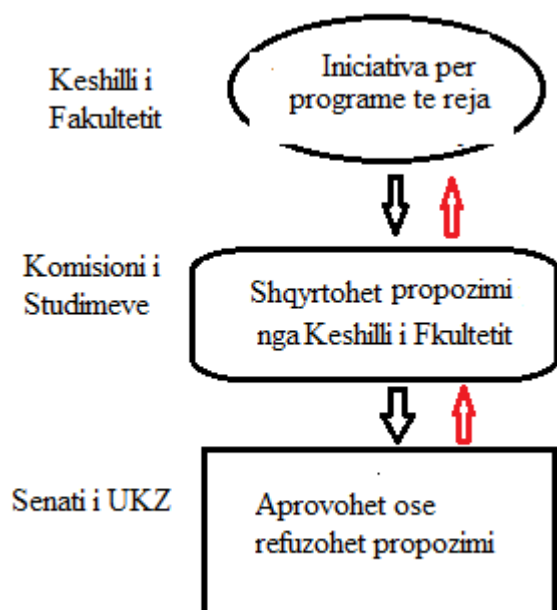 Keshilli i
Fakultetit
Iniciativa per
programe te reja
Komisioni i
Studimeve
Shqyrtohet propozimi
nga Keshilli i Fkultetit
Senati i UKZ
Aprovohet ose
refuzohet propozimi